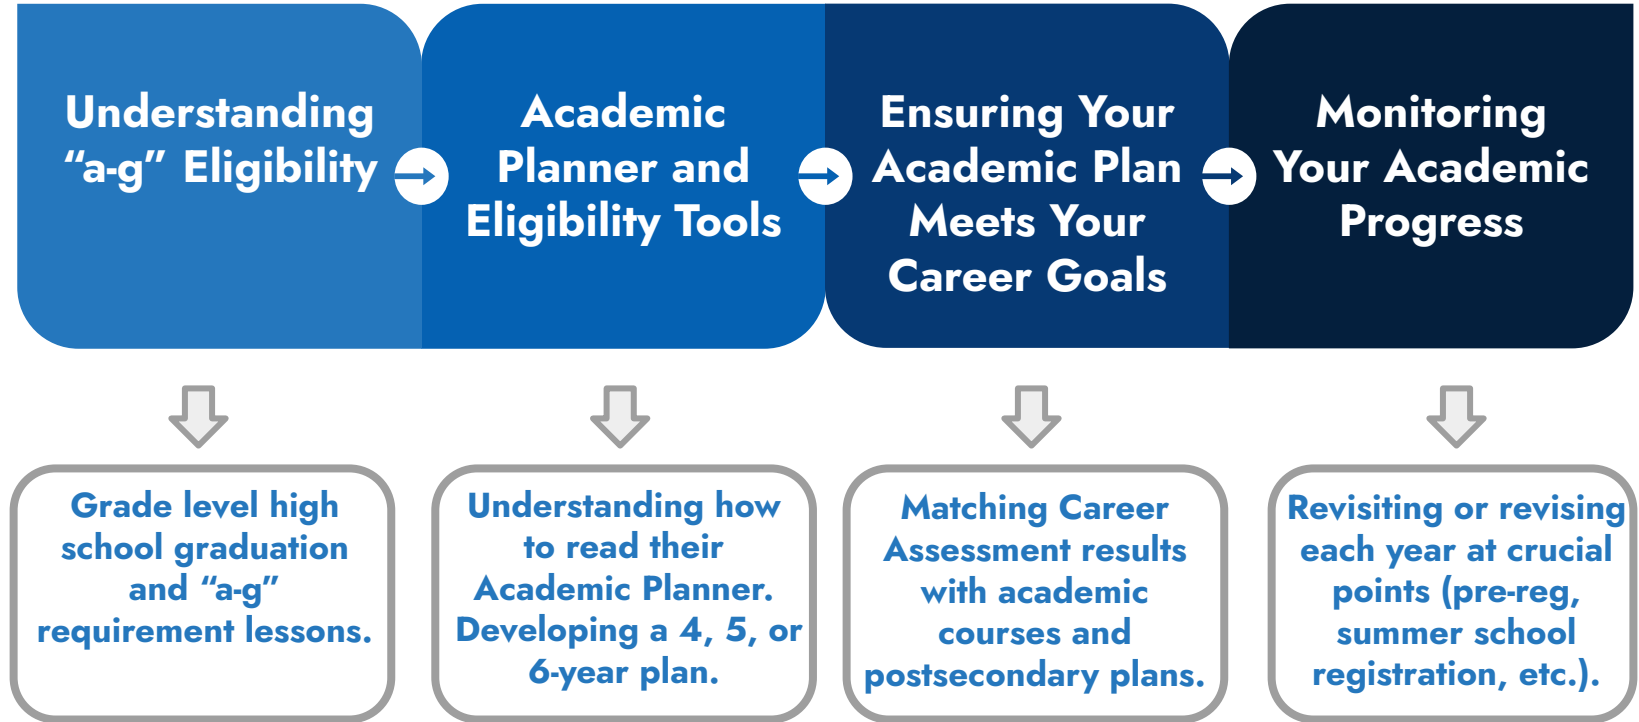 Understanding
“a-g” Eligibility
Academic
Planner and
Eligibility Tools
Ensuring Your
Academic Plan
Meets Your
Career Goals
Monitoring
Your Academic
Progress
Grade level high
school graduation
and “a-g”
requirement lessons.
Understanding how
to read their
Academic Planner.
Developing a 4, 5, or
6-year plan.
Matching Career
Assessment results
with academic
courses and
postsecondary plans.
Revisiting or revising
each year at crucial
points (pre-reg,
summer school
registration, etc.).